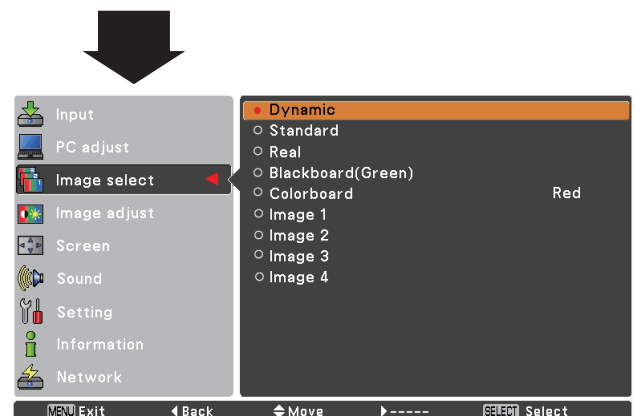 Input
PC adjust
Image select
Image adjust
Screen
Sound
Setting
Information
Network
Dynamic
Standard
Real
Blackboard(Green)
Colorboard Red
Image 1
Image 2
Image 3
Image 4
MENU Exit Back Move ----- SELECT Select